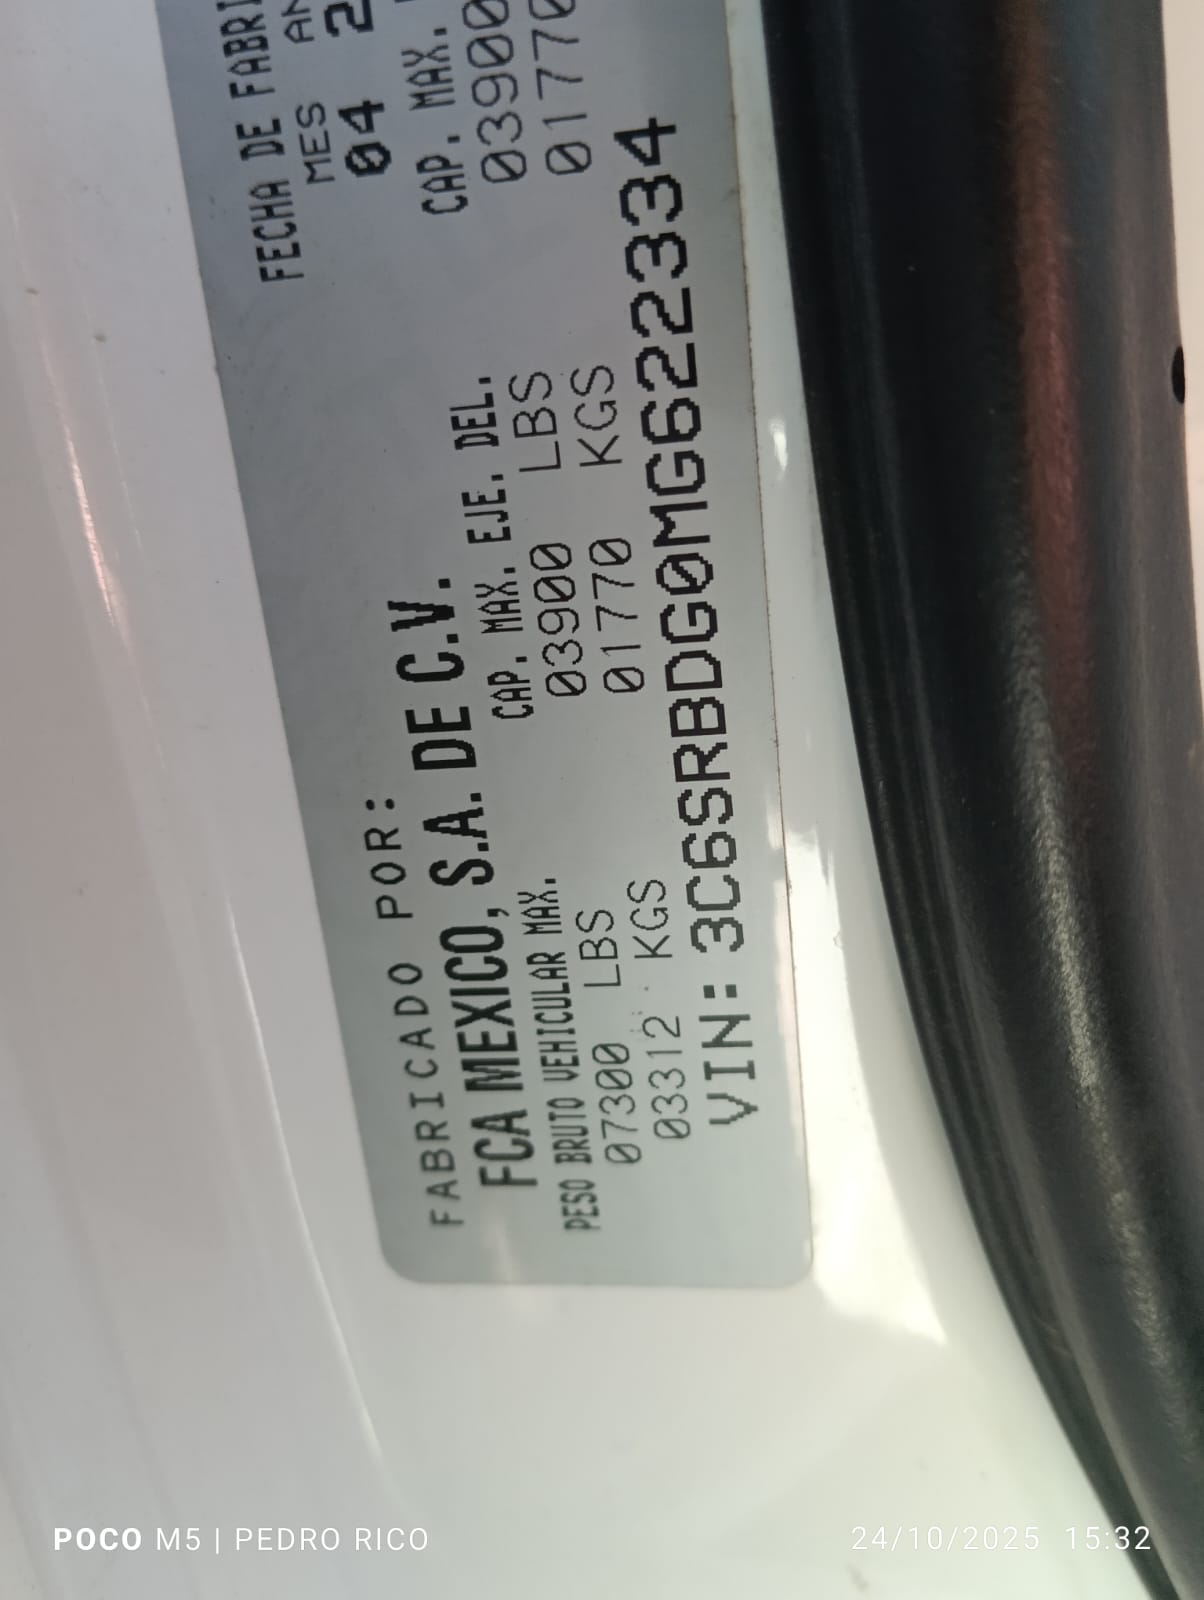 FECHA DE FABRI
MES AN
04 2
FABRICADO POR:
FCA MEXICO, S.A. DE C.V.
PESO BRUTO VEHICULAR MAX. CAP. MAX. EJE. DEL. CAP. MAX.
07300 LBS 03900 LBS 03900
03312 KGS 01770 KGS 01770
VIN: 3C6SRBDG0MG622334
POCO M5 | PEDRO RICO
24/10/2025 15:32